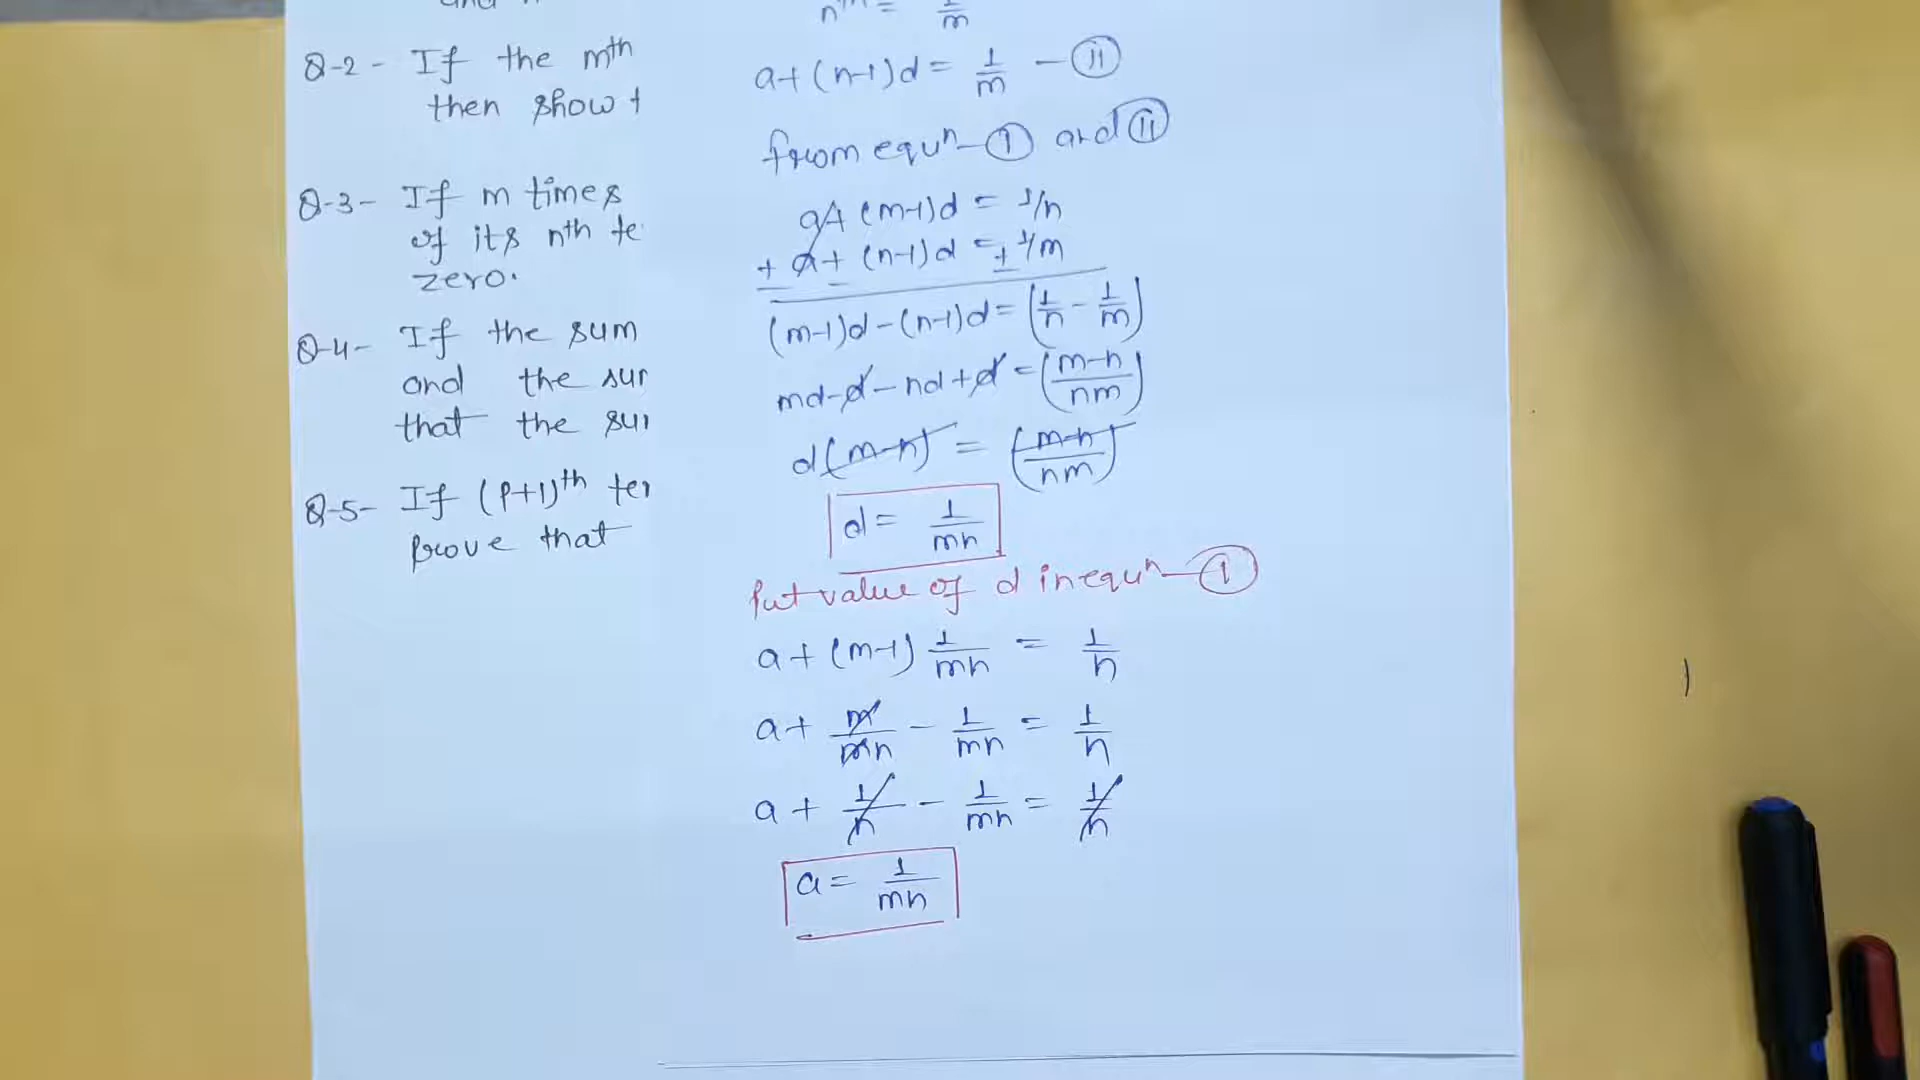 Q-2- If the mth
then show t
Q-3- If m times
of its nth te
zero.
Q-4- If the sum
and the sur
that the sur
Q-5- If (P+1)th ter
prove that
nth = 1/m
a+(n-1)d = 1/m - (II)
from equn-(I) and (II)
a+(m-1)d = 1/n
+a+(n-1)d = +1/m
(m-1)d-(n-1)d = (1/n - 1/m)
md-d-nd+d = (m-n/nm)
d(m-n) = (m-n/nm)
d = 1/mn
Put value of d in equn-(I)
a+(m-1) 1/mn = 1/n
a+ m/mn - 1/mn = 1/n
a + 1/n - 1/mn = 1/n
a = 1/mn